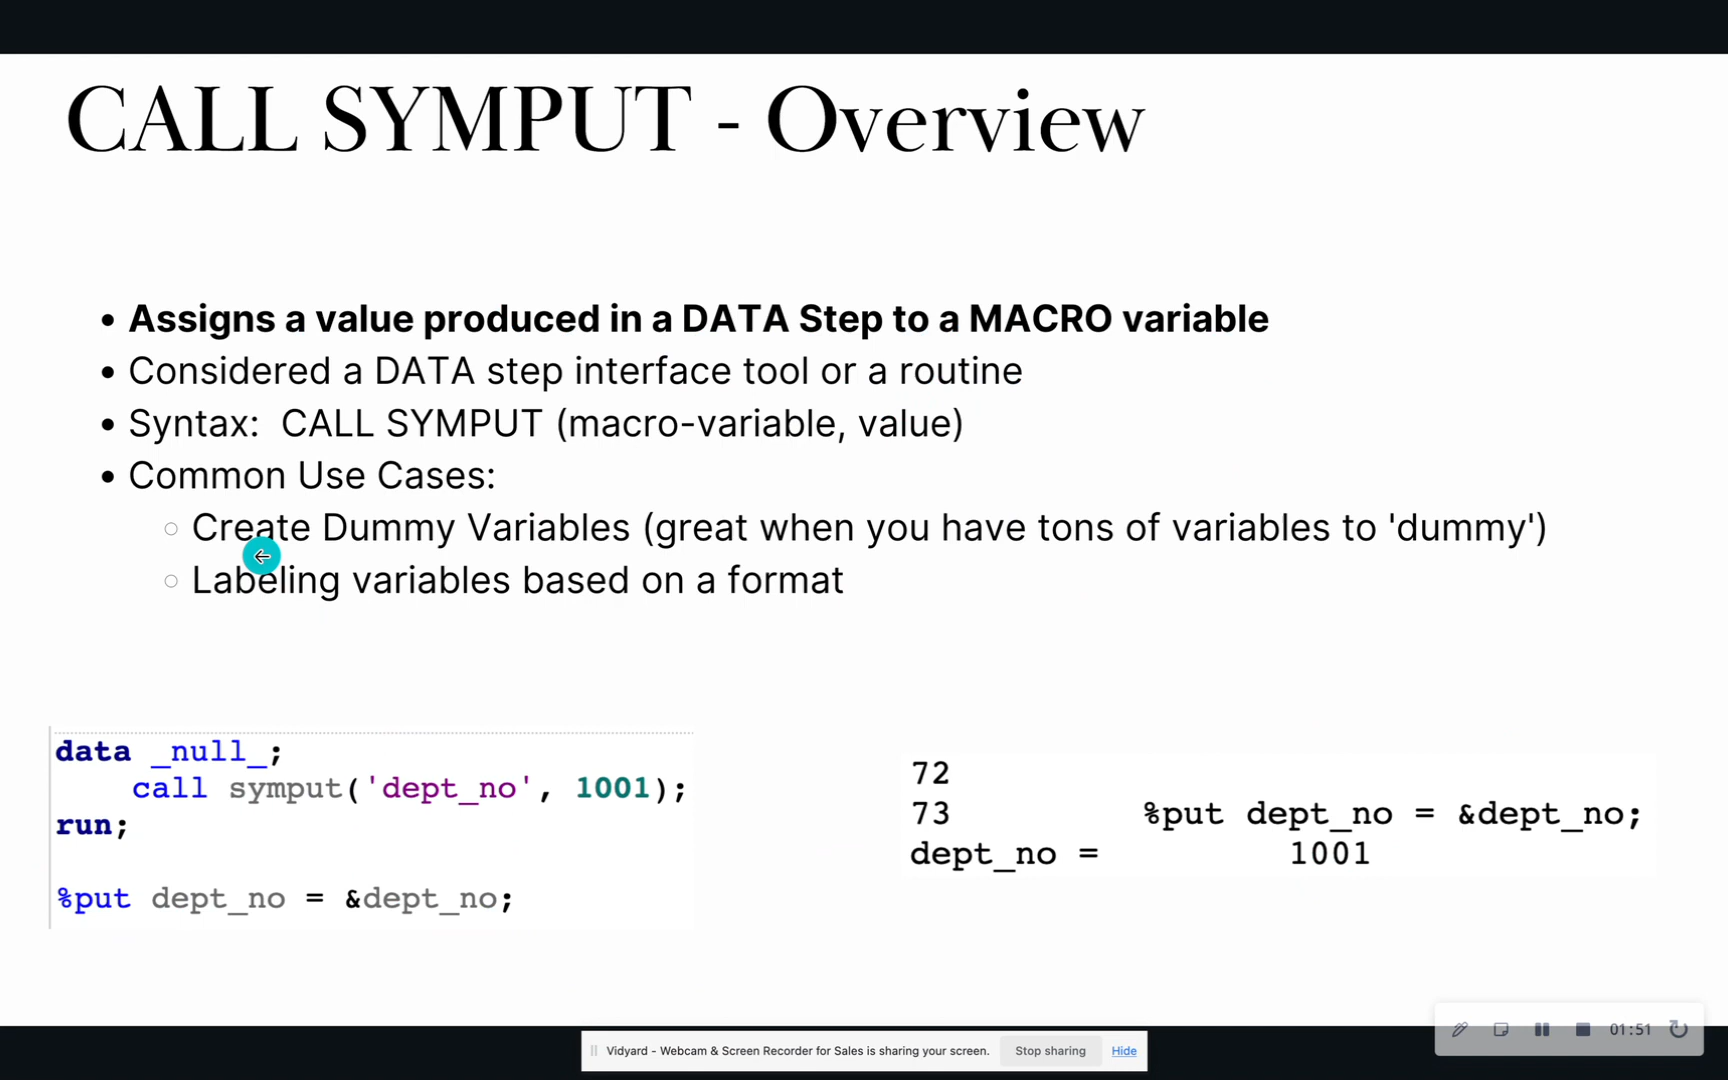 CALL SYMPUT - Overview
• Assigns a value produced in a DATA Step to a MACRO variable
• Considered a DATA step interface tool or a routine
• Syntax:  CALL SYMPUT (macro-variable, value)
• Common Use Cases:
○ Create Dummy Variables (great when you have tons of variables to 'dummy')
○ Labeling variables based on a format
data _null_;
    call symput('dept_no', 1001);
run;
%put dept_no = &dept_no;
72
73          %put dept_no = &dept_no;
dept_no =          1001
01:51
Vidyard - Webcam & Screen Recorder for Sales is sharing your screen.
Stop sharing
Hide